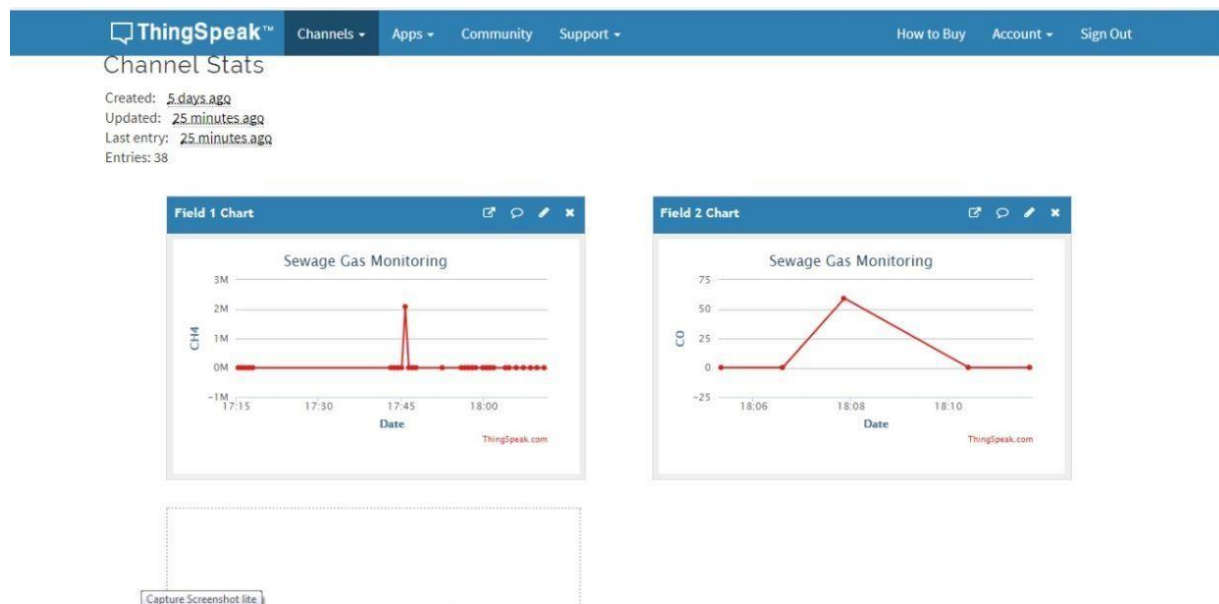 ThingSpeak™ Channels Apps Community Support How to Buy Account Sign Out
Channel Stats
Created: 5 days ago
Updated: 25 minutes ago
Last entry: 25 minutes ago
Entries: 38
Field 1 Chart
Sewage Gas Monitoring
3M
2M
1M
0M
-1M
CH4
17:15 17:30 17:45 18:00
Date
ThingSpeak.com
Field 2 Chart
Sewage Gas Monitoring
75
50
25
0
-25
CO
18:06 18:08 18:10
Date
ThingSpeak.com
Capture Screenshot lite